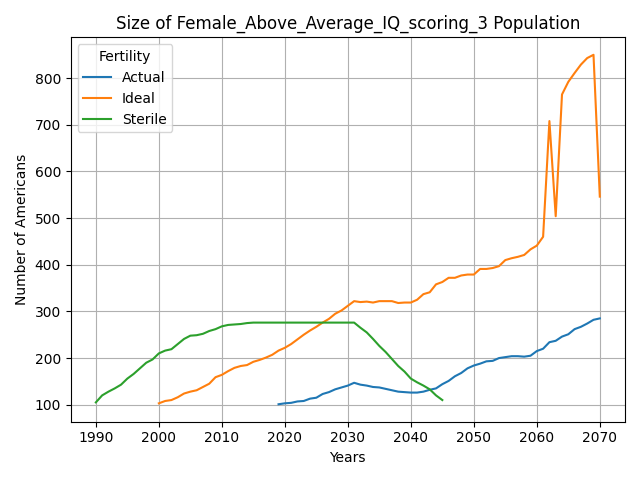 Size of Female_Above_Average_IQ_scoring_3 Population
Fertility
Actual
Ideal
Sterile
Number of Americans
800
700
600
500
400
300
200
100
1990 2000 2010 2020 2030 2040 2050 2060 2070
Years